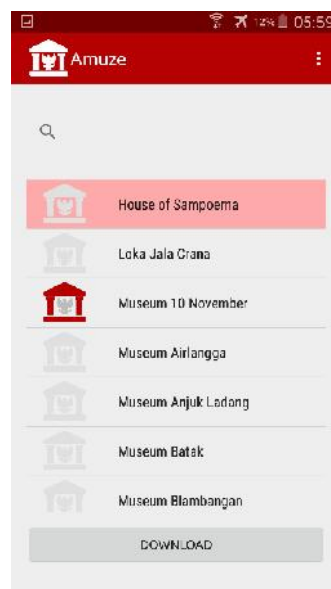 12% 05:59
Amuze
House of Sampoerna
Loka Jala Crana
Museum 10 November
Museum Airlangga
Museum Anjuk Ladang
Museum Batak
Museum Blambangan
DOWNLOAD